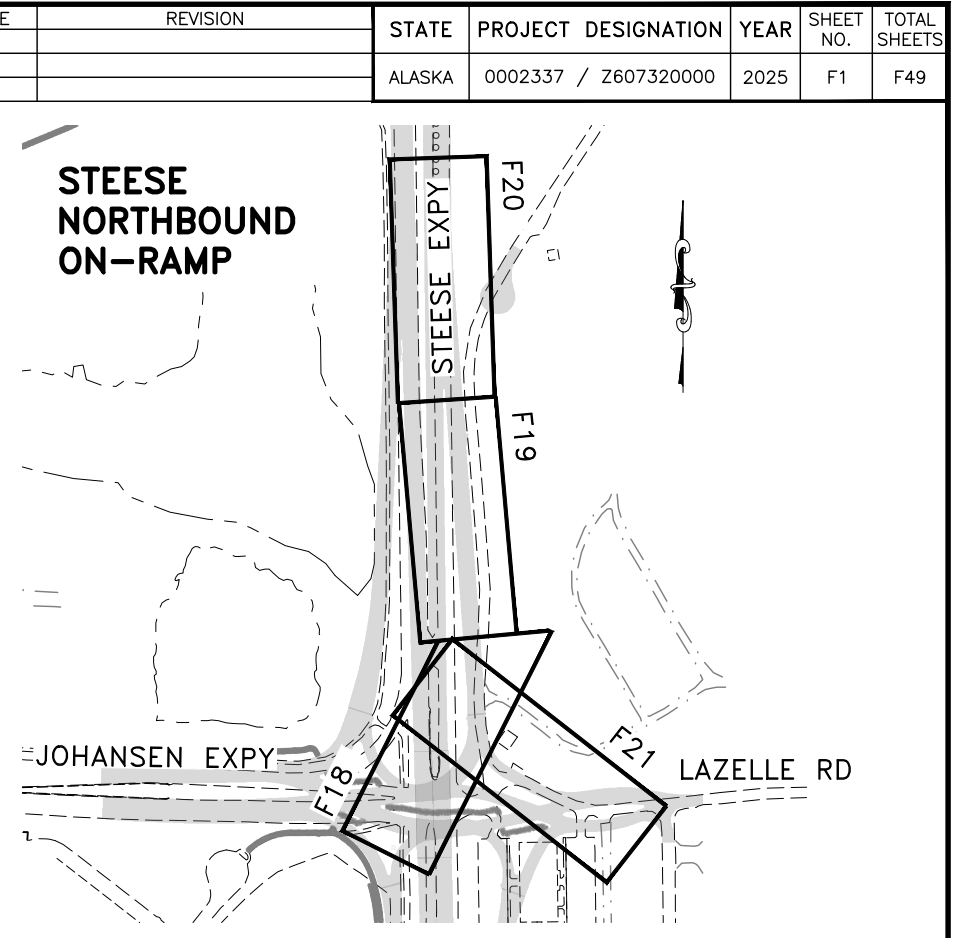 E
REVISION
STATE
PROJECT DESIGNATION
YEAR
SHEET
NO.
TOTAL
SHEETS
ALASKA
0002337 / Z607320000
2025
F1
F49
STEESE
NORTHBOUND
ON-RAMP
F20
STEESE EXPY
F19
F21
JOHANSEN EXPY
F18
LAZELLE RD